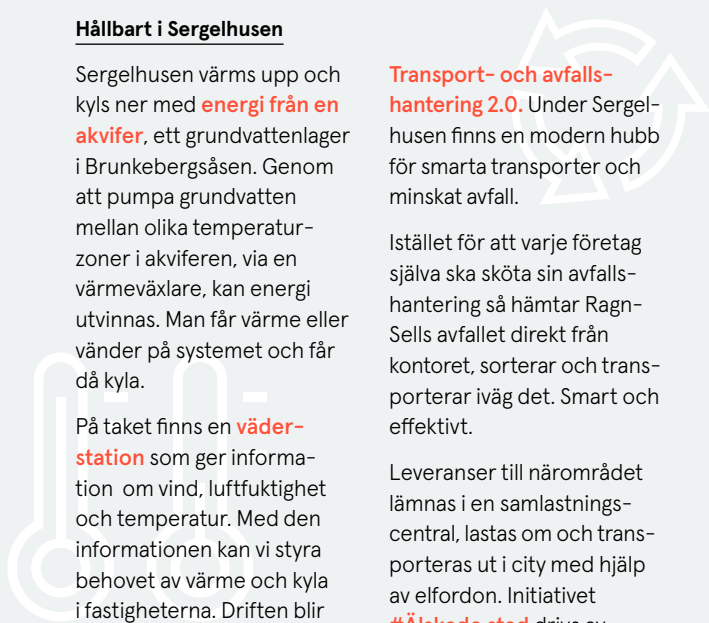 Hållbart i Sergelhusen
Sergelhusen värms upp och
kyls ner med energi från en
akvifer, ett grundvattenlager
i Brunkebergsåsen. Genom
att pumpa grundvatten
mellan olika temperatur-
zoner i akviferen, via en
värmeväxlare, kan energi
utvinnas. Man får värme eller
vänder på systemet och får
då kyla.
På taket finns en väder-
station som ger informa-
tion om vind, luftfuktighet
och temperatur. Med den
informationen kan vi styra
behovet av värme och kyla
i fastigheterna. Driften blir
Transport- och avfalls-
hantering 2.0. Under Sergel-
husen finns en modern hubb
för smarta transporter och
minskat avfall.
Istället för att varje företag
själva ska sköta sin avfalls-
hantering så hämtar Ragn-
Sells avfallet direkt från
kontoret, sorterar och trans-
porterar iväg det. Smart och
effektivt.
Leveranser till närområdet
lämnas i en samlastnings-
central, lastas om och trans-
porteras ut i city med hjälp
av elfordon. Initiativet
#Älskade stad drivs av